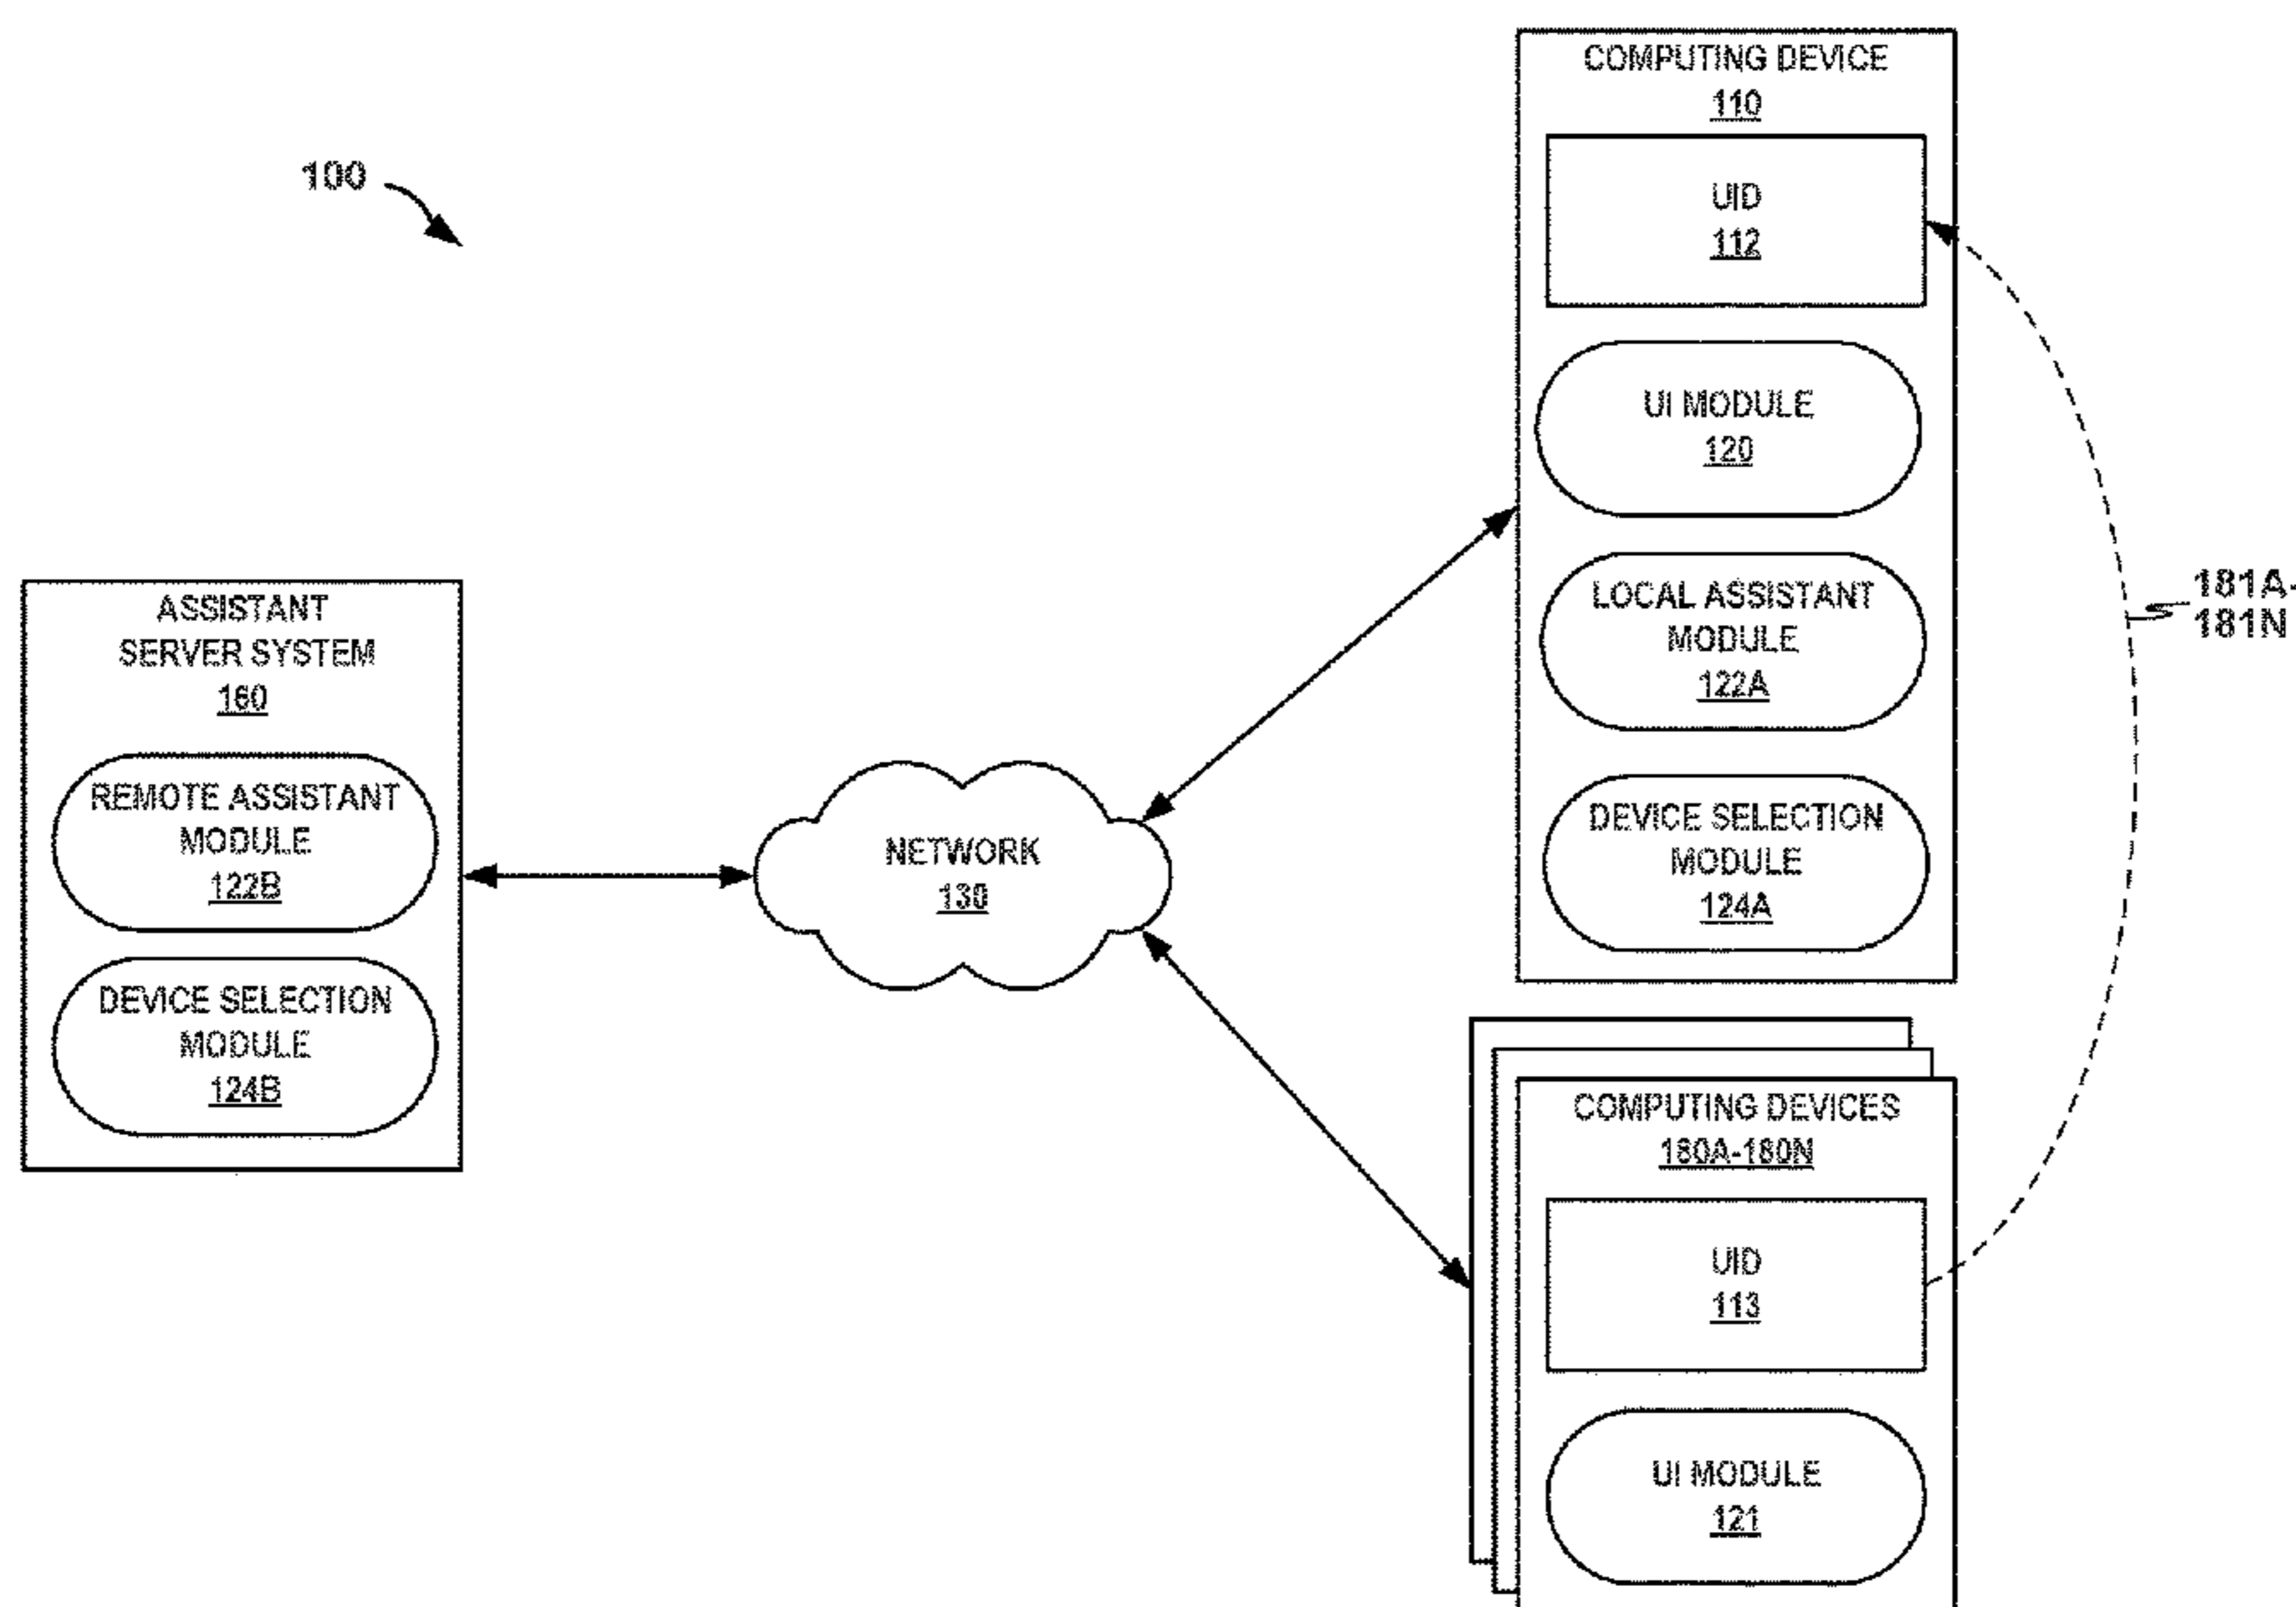 100
COMPUTING DEVICE
110
UID
112
UI MODULE
120
LOCAL ASSISTANT
MODULE
122A
DEVICE SELECTION
MODULE
124A
181A-
181N
ASSISTANT
SERVER SYSTEM
160
REMOTE ASSISTANT
MODULE
122B
DEVICE SELECTION
MODULE
124B
NETWORK
130
COMPUTING DEVICES
180A-180N
UID
113
UI MODULE
121